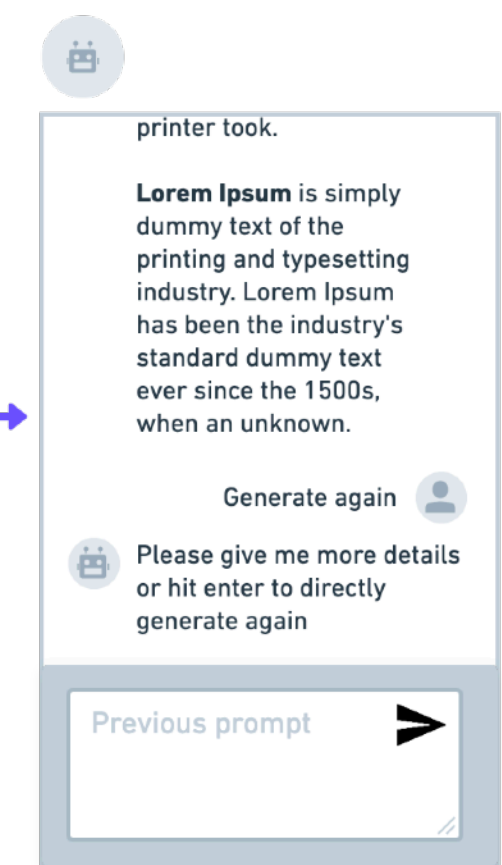 printer took.
Lorem Ipsum is simply
dummy text of the
printing and typesetting
industry. Lorem Ipsum
has been the industry's
standard dummy text
ever since the 1500s,
when an unknown.
Generate again
Please give me more details
or hit enter to directly
generate again
Previous prompt